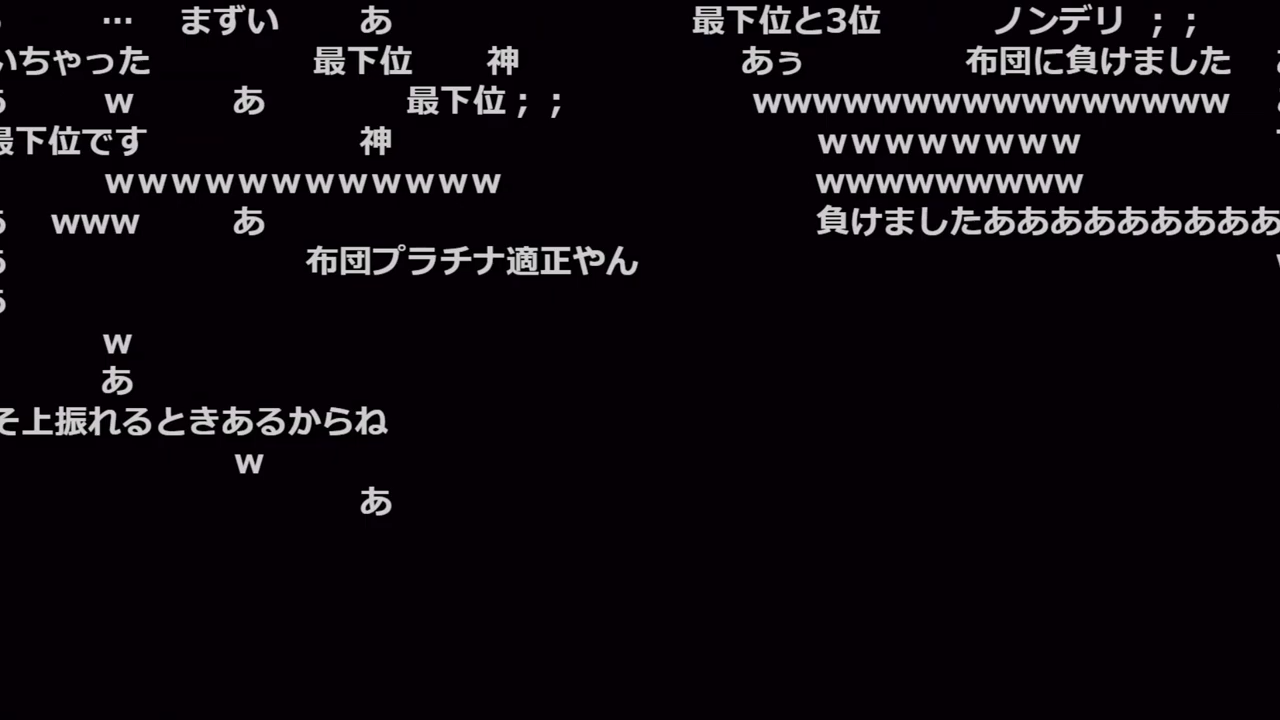 … まずい あ 最下位と3位 ノンデリ ；；
いちゃった 最下位 神 あぅ 布団に負けました
w あ 最下位；； wwwwwwwwwwwwwwww
最下位です 神 wwwwwwww
wwwwwwwwwwww wwwwwwwww
www あ 負けましたあああああああああ
布団プラチナ適正やん
w
あ
そ上振れるときあるからね
w
あ